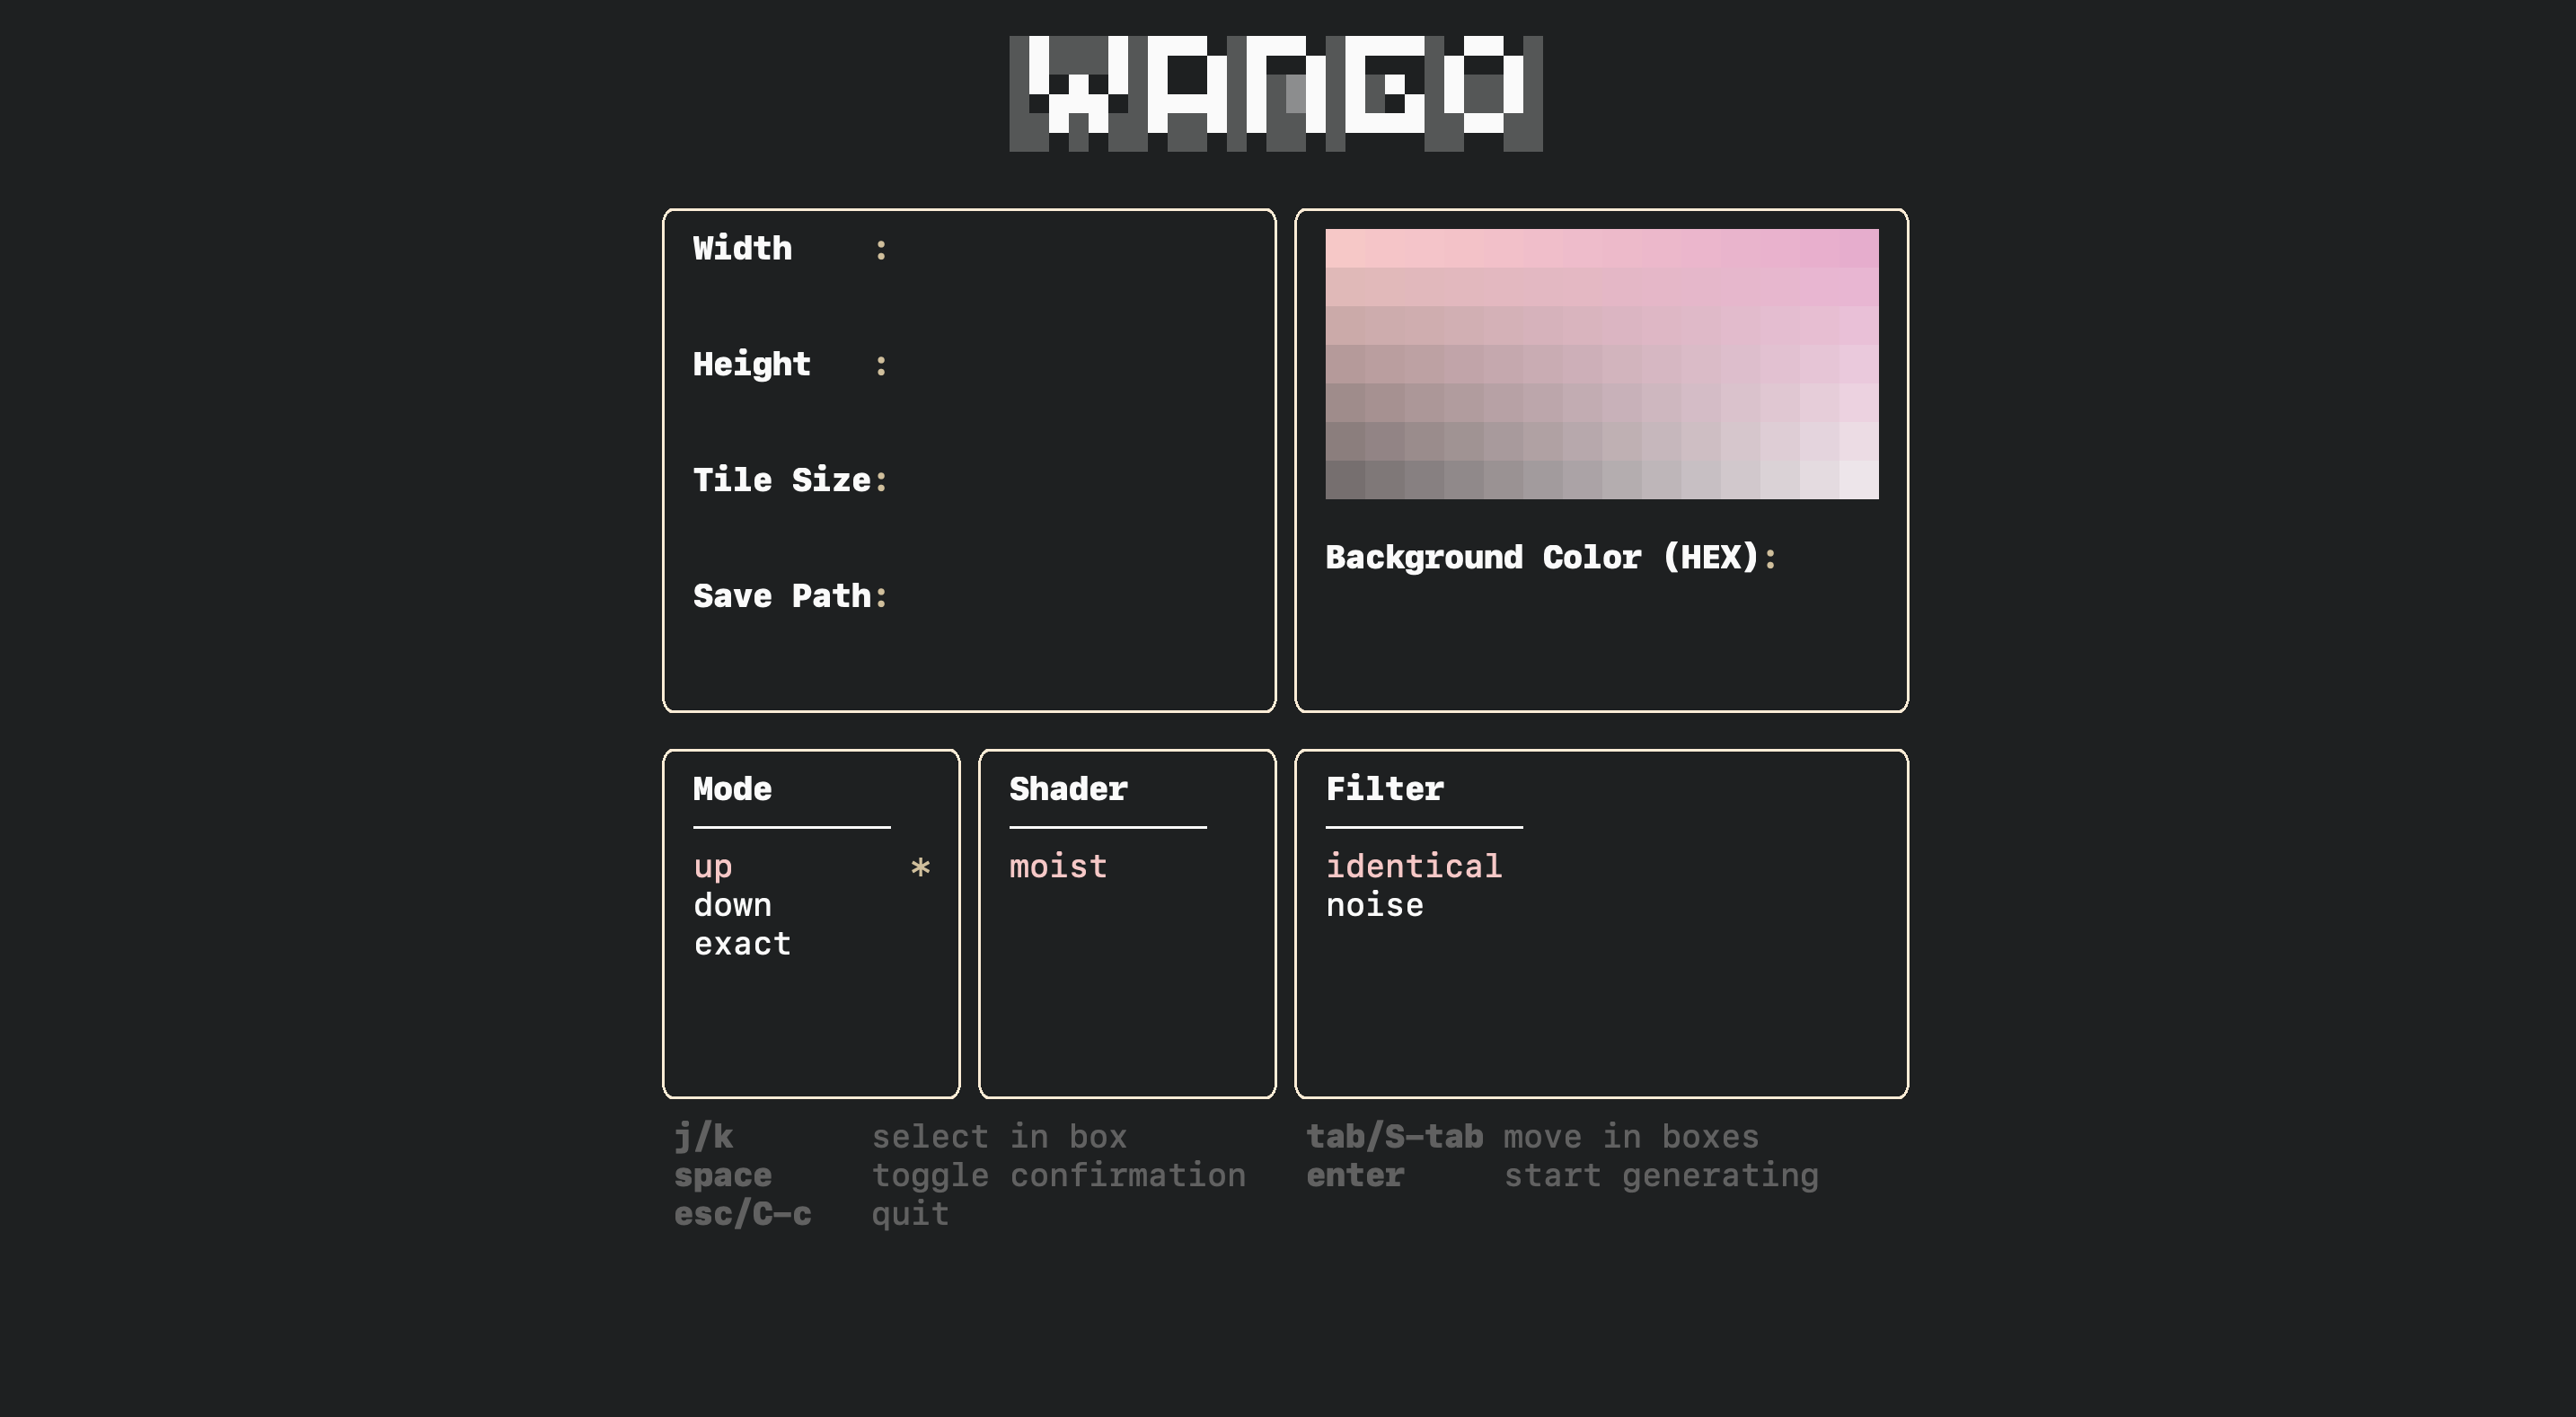 WANGO
Width :
Height :
Tile Size:
Save Path:
Background Color (HEX):
Mode
up *
down
exact
Shader
moist
Filter
identical
noise
j/k select in box tab/S-tab move in boxes
space toggle confirmation enter start generating
esc/C-c quit